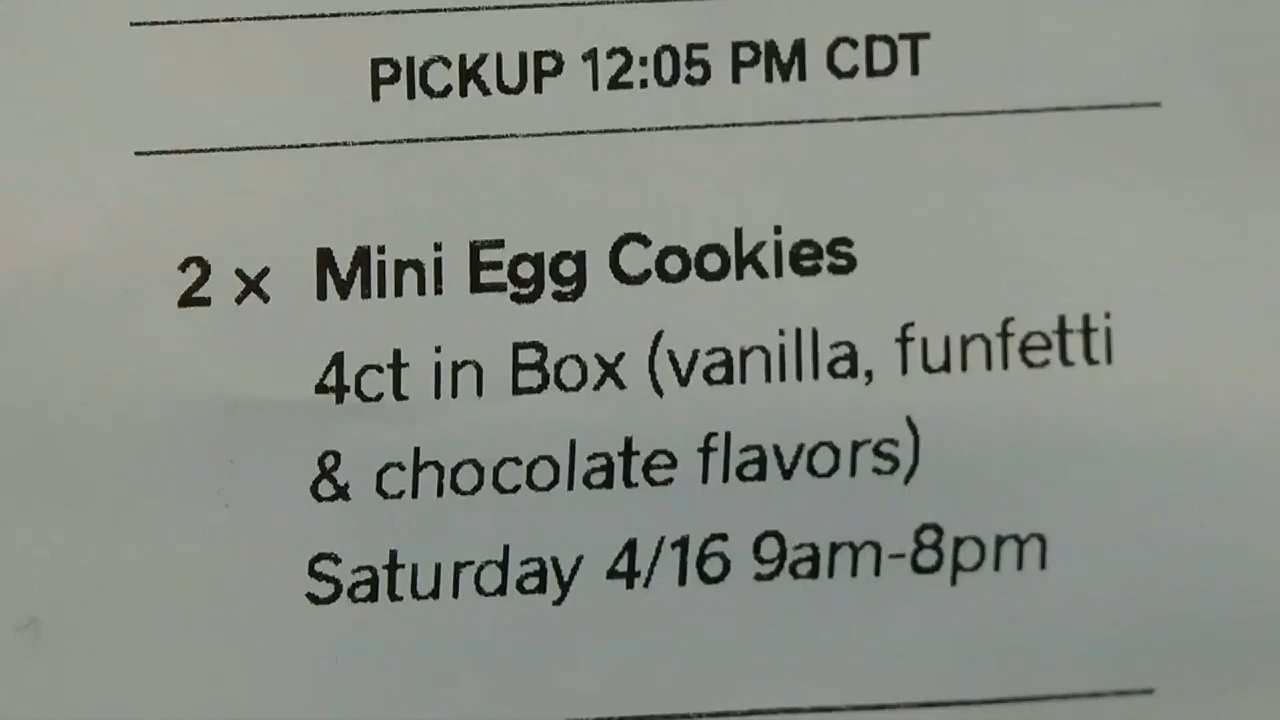 PICKUP 12:05 PM CDT
2 x Mini Egg Cookies
4ct in Box (vanilla, funfetti
& chocolate flavors)
Saturday 4/16 9am-8pm